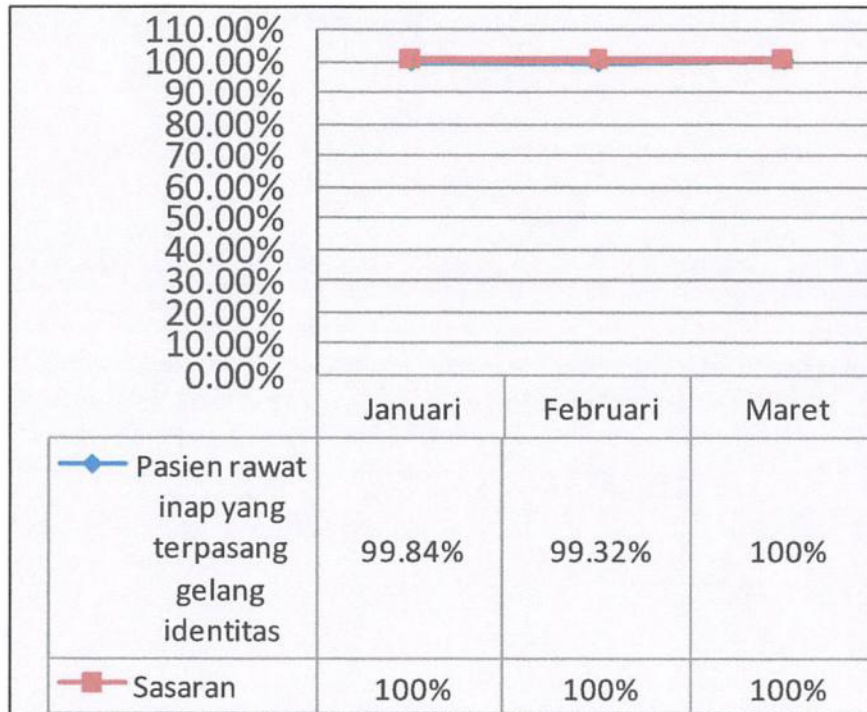 110.00%
100.00%
90.00%
80.00%
70.00%
60.00%
50.00%
40.00%
30.00%
20.00%
10.00%
0.00%
Januari Februari Maret
Pasien rawat
inap yang
terpasang
gelang
identitas
99.84% 99.32% 100%
Sasaran 100% 100% 100%